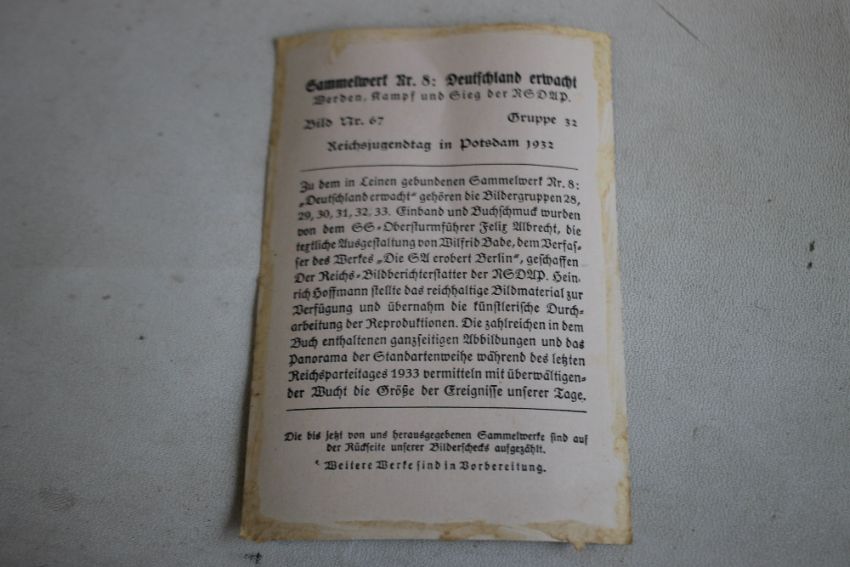 Sammelwerk Nr. 8: Deutschland erwacht
Werden, Kampf und Sieg der NSDAP.
Bild Nr. 67 Gruppe 32
Reichsjugendtag in Potsdam 1932
Zu dem in Leinen gebundenen Sammelwerk Nr. 8:
„Deutschland erwacht“ gehören die Bildergruppen 28,
29, 30, 31, 32, 33. Einband und Buchschmuck wurden
von dem SS-Obersturmführer Felix Albrecht, die
textliche Ausgestaltung von Wilfrid Bade, dem Verfas-
ser des Werkes „Die SA erobert Berlin“, geschaffen
Der Reichs-Bildberichterstatter der NSDAP. Hein-
rich Hoffmann stellte das reichhaltige Bildmaterial zur
Verfügung und übernahm die künstlerische Durch-
arbeitung der Reproduktionen. Die zahlreichen in dem
Buch enthaltenen ganzseitigen Abbildungen und das
Panorama der Standartenweihe während des letzten
Reichsparteitages 1933 vermitteln mit überwältigen-
der Wucht die Größe der Ereignisse unserer Tage.
Die bis jetzt von uns herausgegebenen Sammelwerke sind auf
der Rückseite unserer Bilderschecks aufgezählt.
Weitere Werke sind in Vorbereitung.